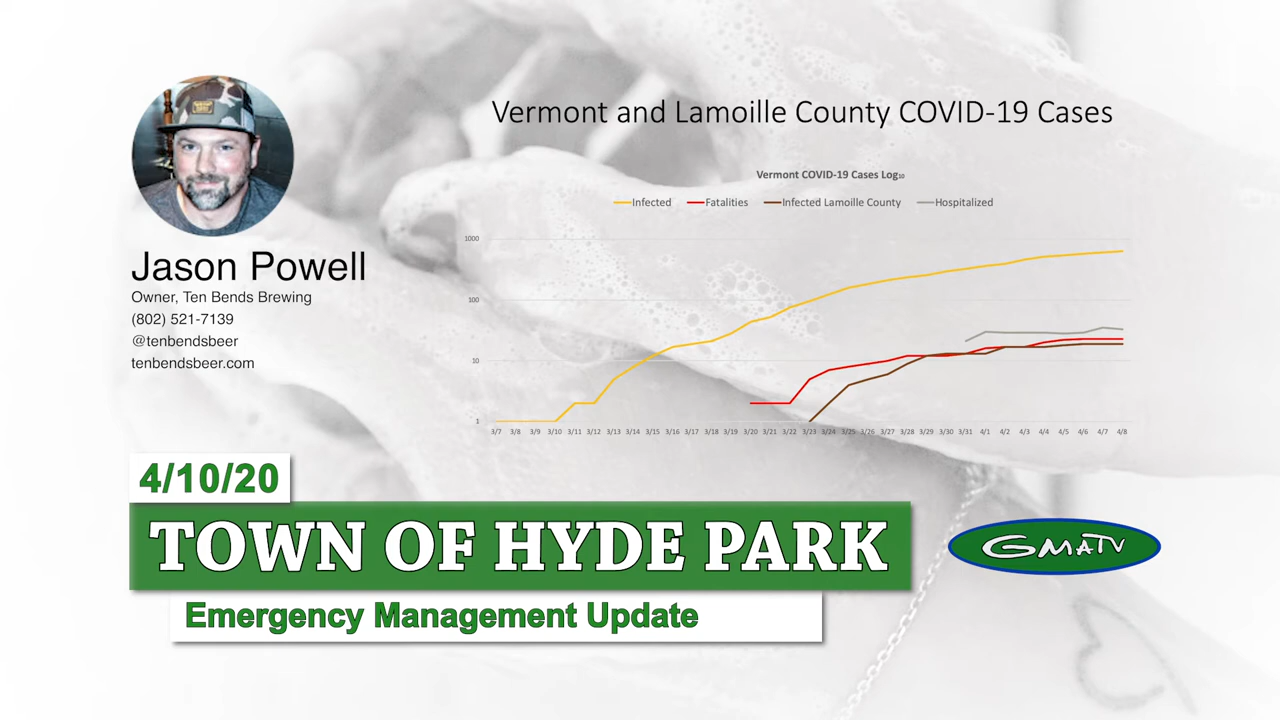 Jason Powell
Owner, Ten Bends Brewing
(802) 521-7139
@tenbendsbeer
tenbendsbeer.com
Vermont and Lamoille County COVID-19 Cases
Vermont COVID-19 Cases Log₁₀
Infected Fatalities Infected Lamoille County Hospitalized
1000
100
10
1
3/7 3/8 3/9 3/10 3/11 3/12 3/13 3/14 3/15 3/16 3/17 3/18 3/19 3/20 3/21 3/22 3/23 3/24 3/25 3/26 3/27 3/28 3/29 3/30 3/31 4/1 4/2 4/3 4/4 4/5 4/6 4/7 4/8
4/10/20
TOWN OF HYDE PARK
GMATV
Emergency Management Update